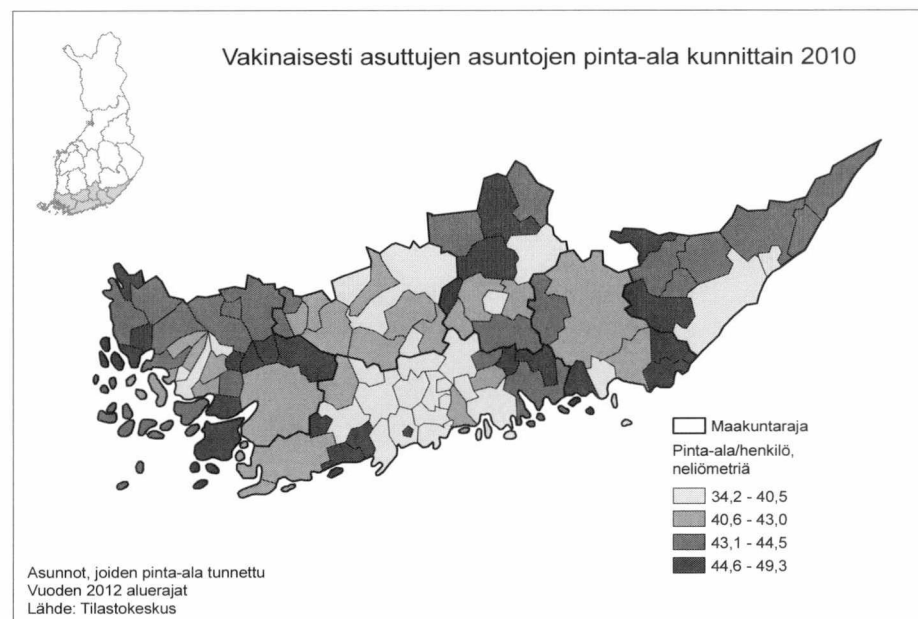 Vakinaisesti asuttujen asuntojen pinta-ala kunnittain 2010
Maakuntaraja
Pinta-ala/henkilö,
neliömetriä
34,2 - 40,5
40,6 - 43,0
43,1 - 44,5
44,6 - 49,3
Asunnot, joiden pinta-ala tunnettu
Vuoden 2012 aluerajat
Lähde: Tilastokeskus